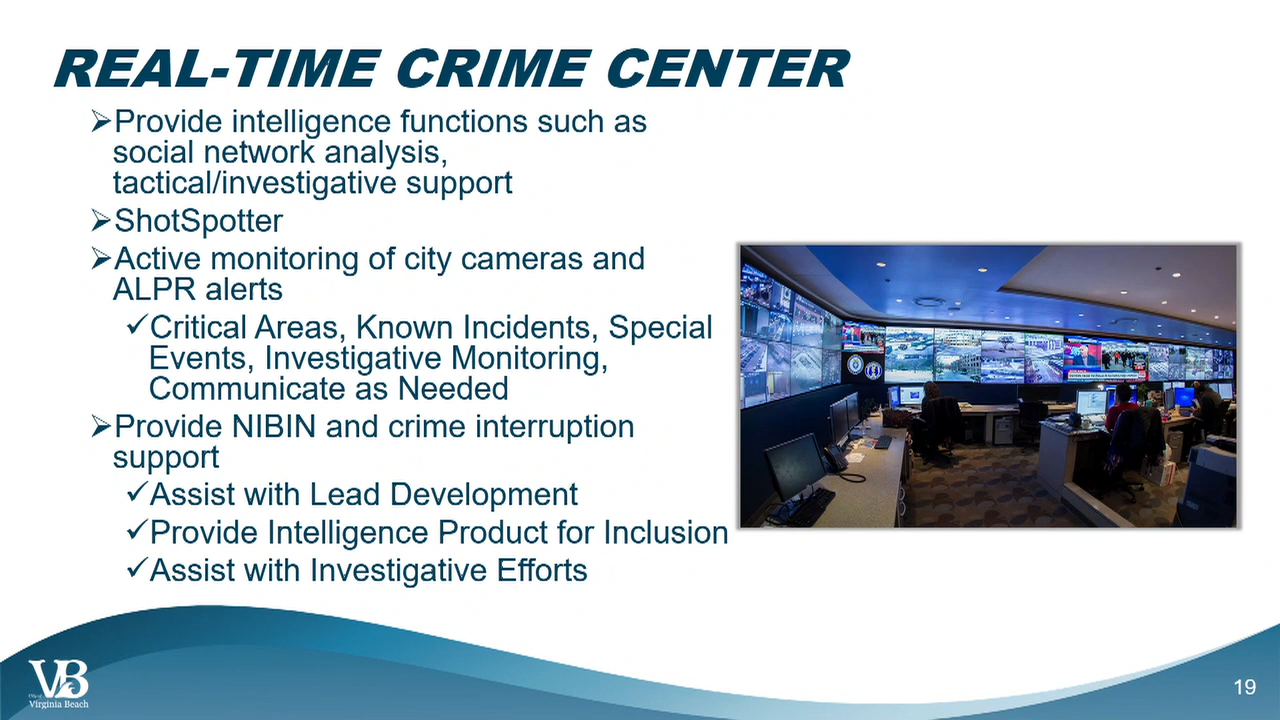 REAL-TIME CRIME CENTER
➢Provide intelligence functions such as
social network analysis,
tactical/investigative support
➢ShotSpotter
➢Active monitoring of city cameras and
ALPR alerts
✓Critical Areas, Known Incidents, Special
Events, Investigative Monitoring,
Communicate as Needed
➢Provide NIBIN and crime interruption
support
✓Assist with Lead Development
✓Provide Intelligence Product for Inclusion
✓Assist with Investigative Efforts
VB
City of
Virginia Beach
19